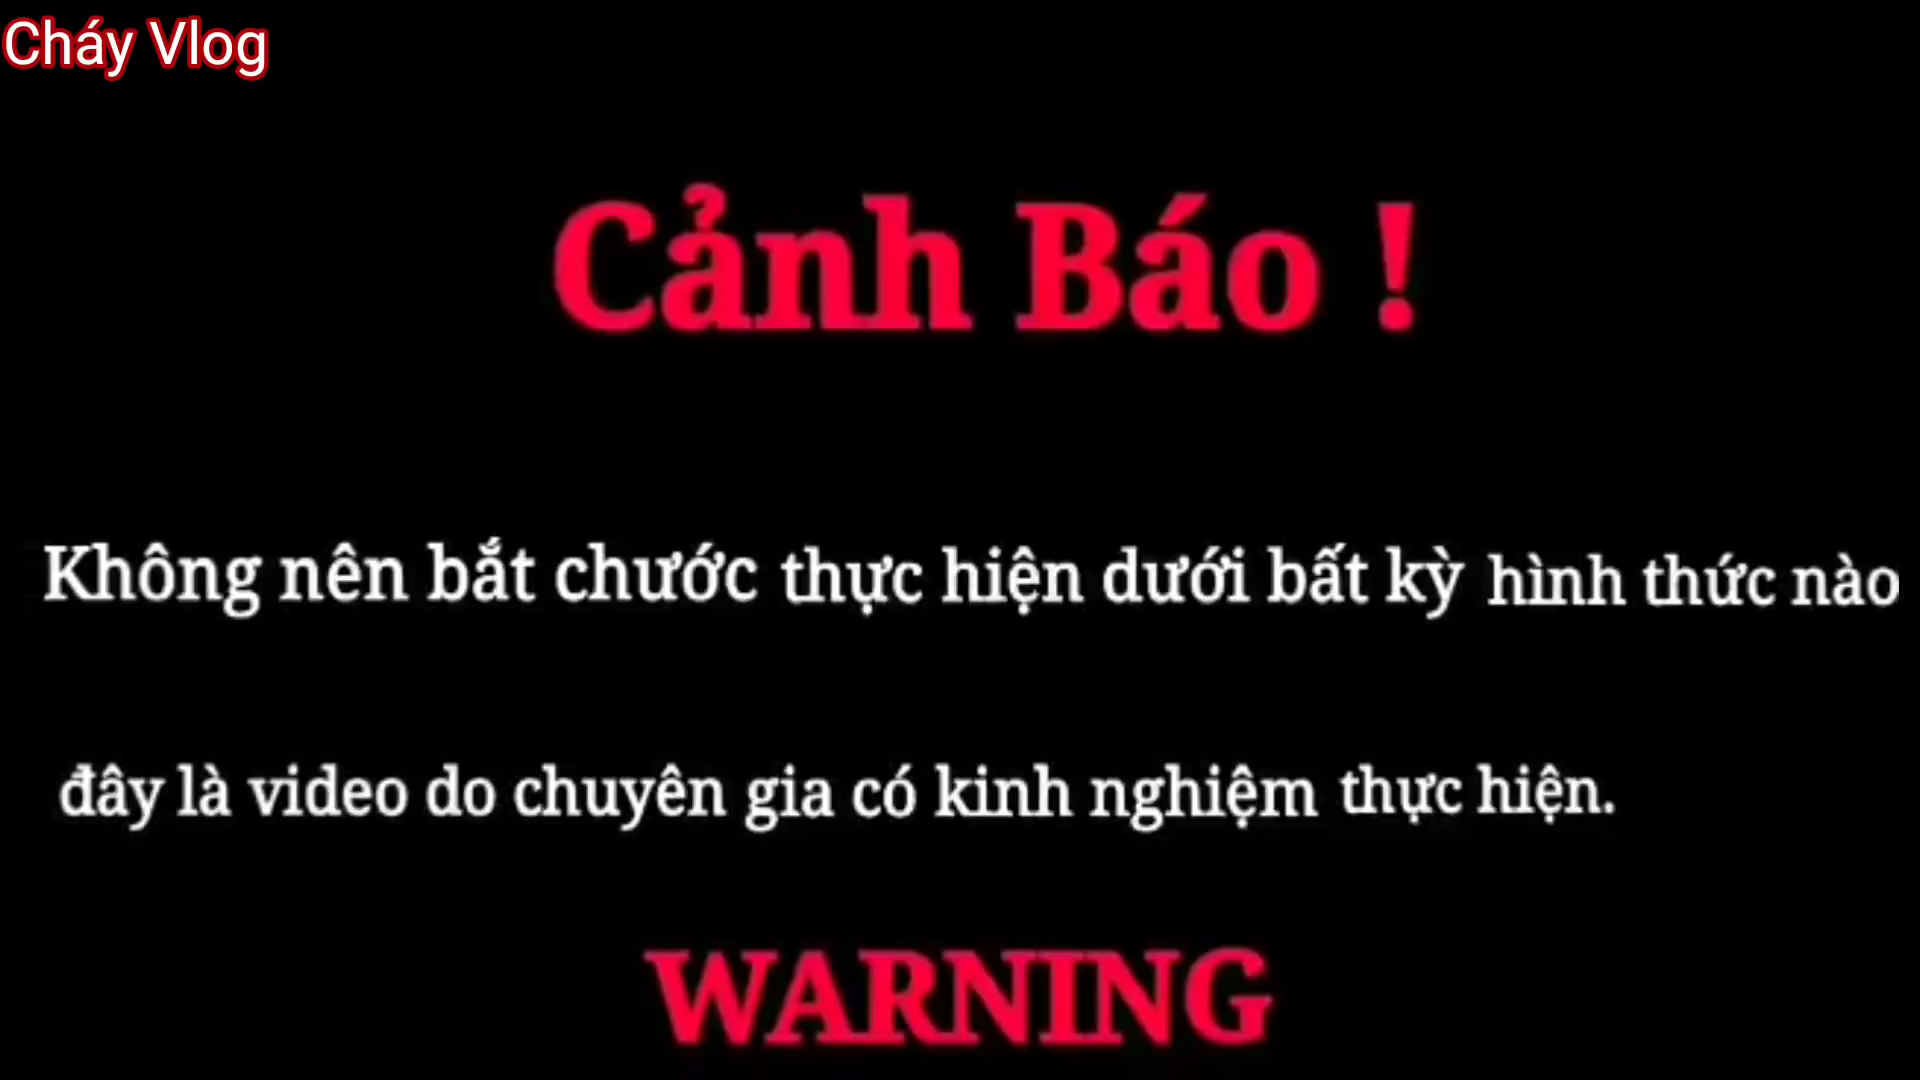 Cháy Vlog
Cảnh Báo !
Không nên bắt chước thực hiện dưới bất kỳ hình thức nào
đây là video do chuyên gia có kinh nghiệm thực hiện.
WARNING